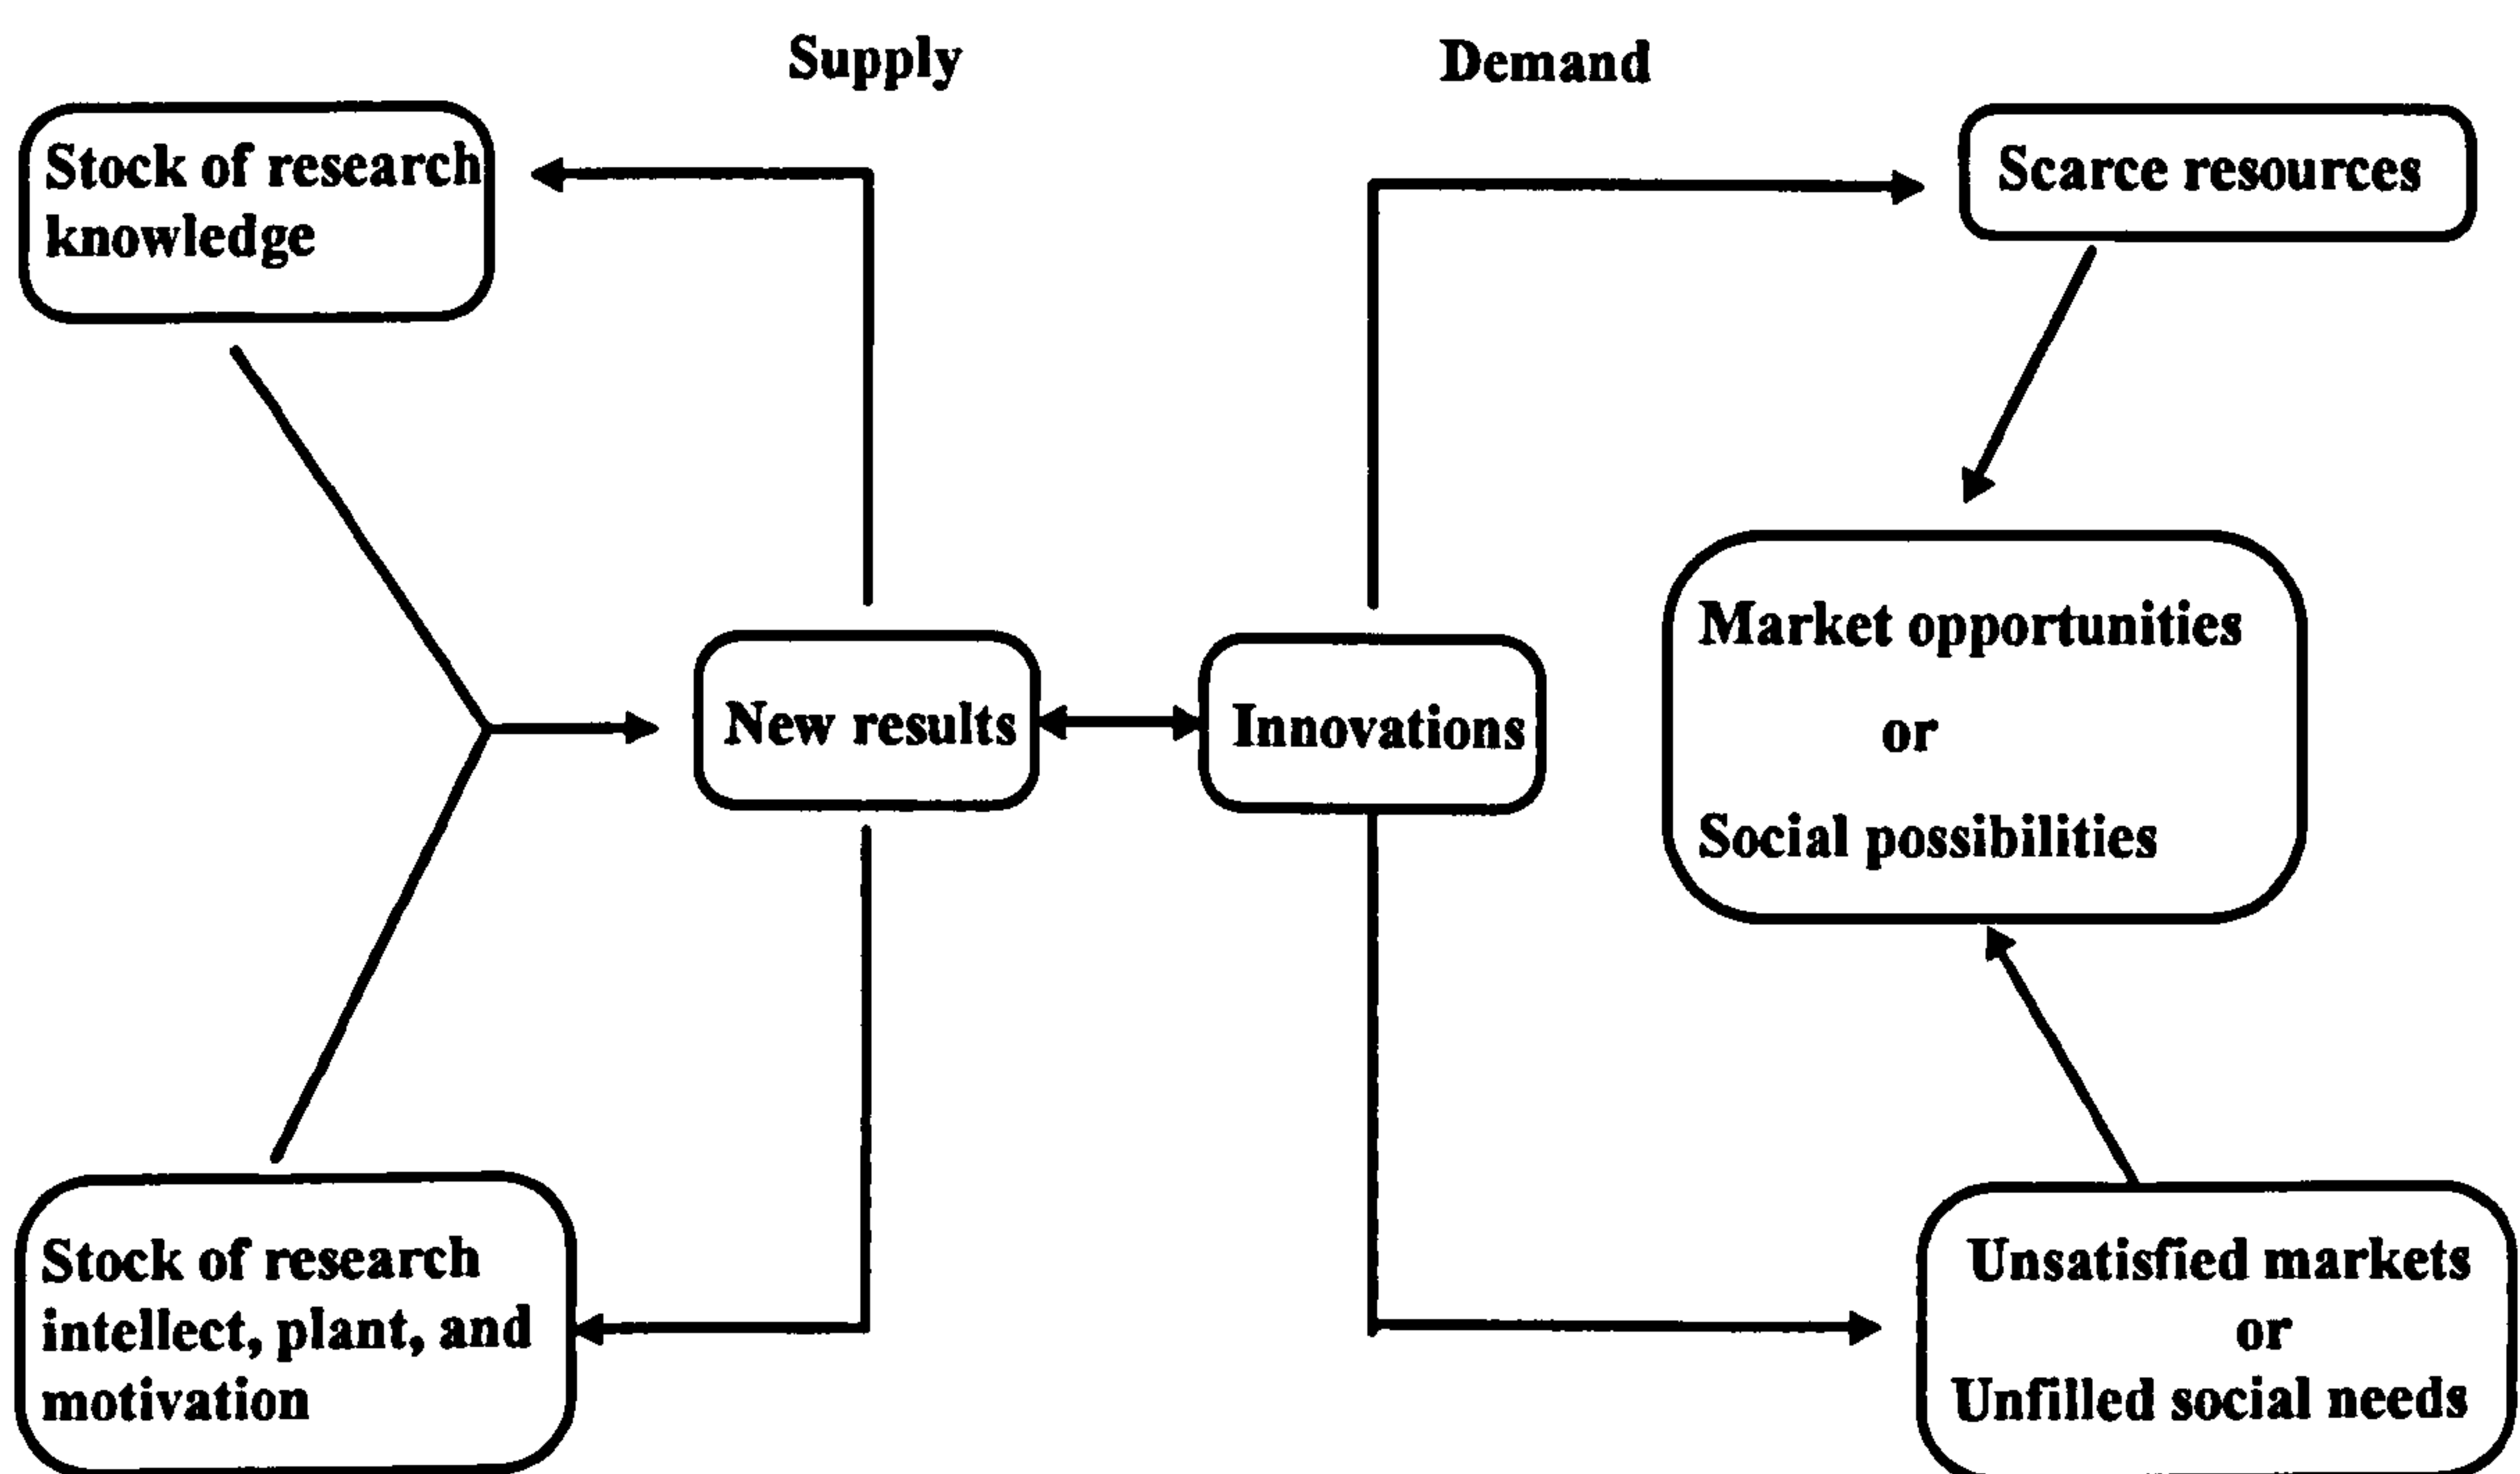 Supply
Demand
Stock of research
knowledge
Scarce resources
New results
Innovations
Market opportunities
or
Social possibilities
Stock of research
intellect, plant, and
motivation
Unsatisfied markets
or
Unfilled social needs